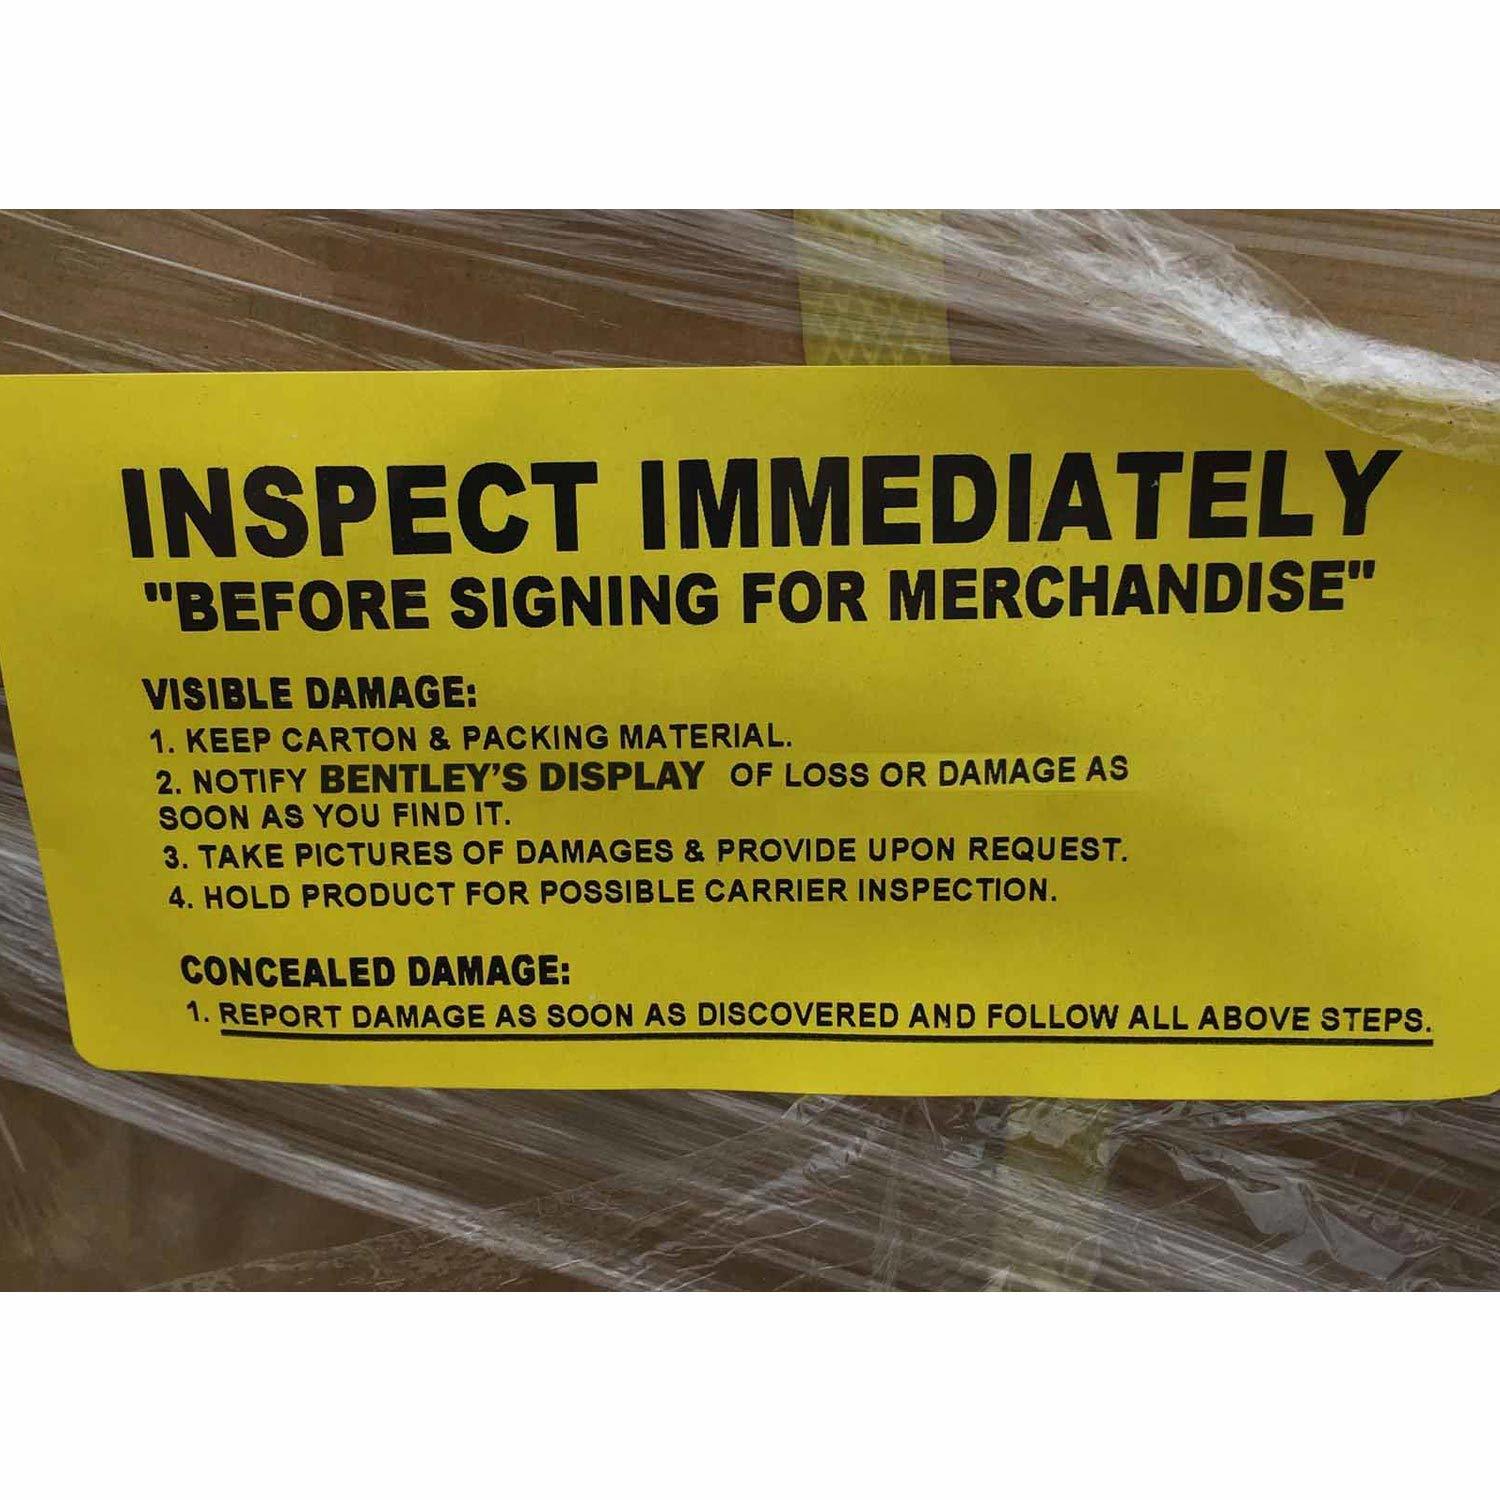 INSPECT IMMEDIATELY
"BEFORE SIGNING FOR MERCHANDISE"
VISIBLE DAMAGE:
1. KEEP CARTON & PACKING MATERIAL.
2. NOTIFY BENTLEY'S DISPLAY OF LOSS OR DAMAGE AS
SOON AS YOU FIND IT.
3. TAKE PICTURES OF DAMAGES & PROVIDE UPON REQUEST.
4. HOLD PRODUCT FOR POSSIBLE CARRIER INSPECTION.
CONCEALED DAMAGE:
1. REPORT DAMAGE AS SOON AS DISCOVERED AND FOLLOW ALL ABOVE STEPS.